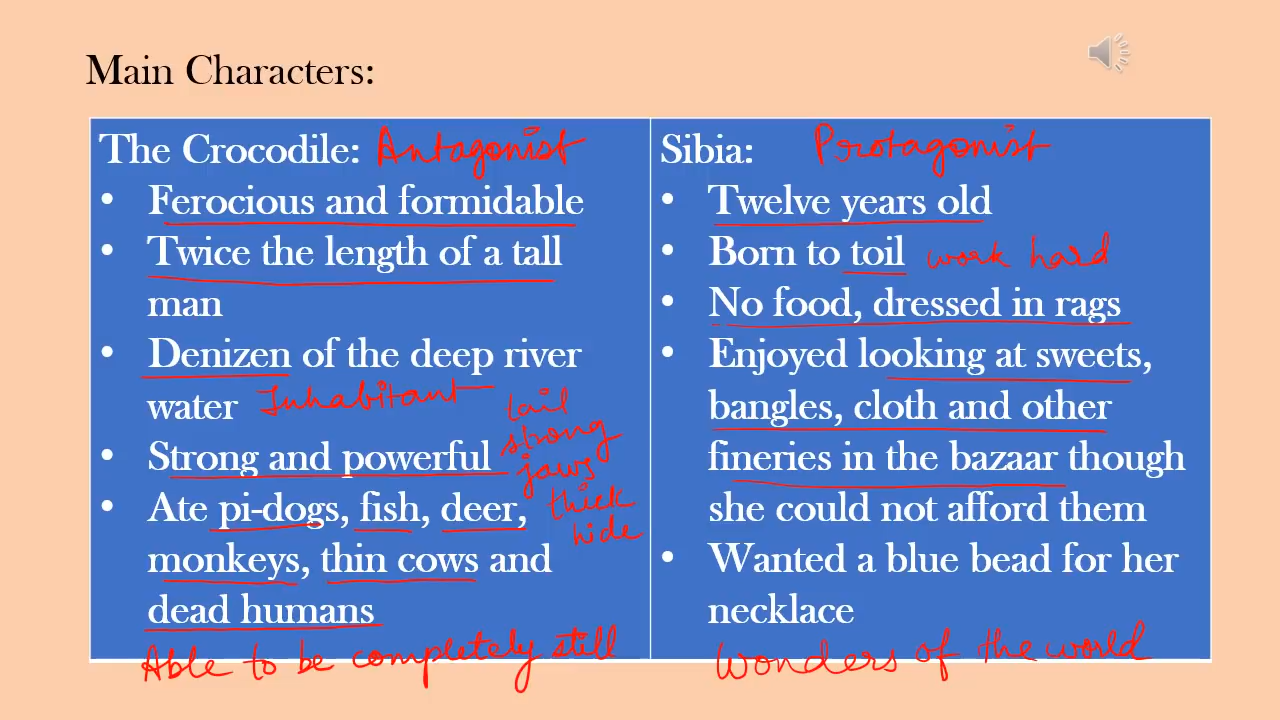 Main Characters:
The Crocodile: Antagonist
• Ferocious and formidable
• Twice the length of a tall
man
• Denizen of the deep river
water Inhabitant
• Strong and powerful
tail
strong
jaws
thick
hide
• Ate pi-dogs, fish, deer,
monkeys, thin cows and
dead humans
Able to be completely still
Sibia: Protagonist
• Twelve years old
• Born to toil work hard
• No food, dressed in rags
• Enjoyed looking at sweets,
bangles, cloth and other
fineries in the bazaar though
she could not afford them
• Wanted a blue bead for her
necklace
Wonders of the world